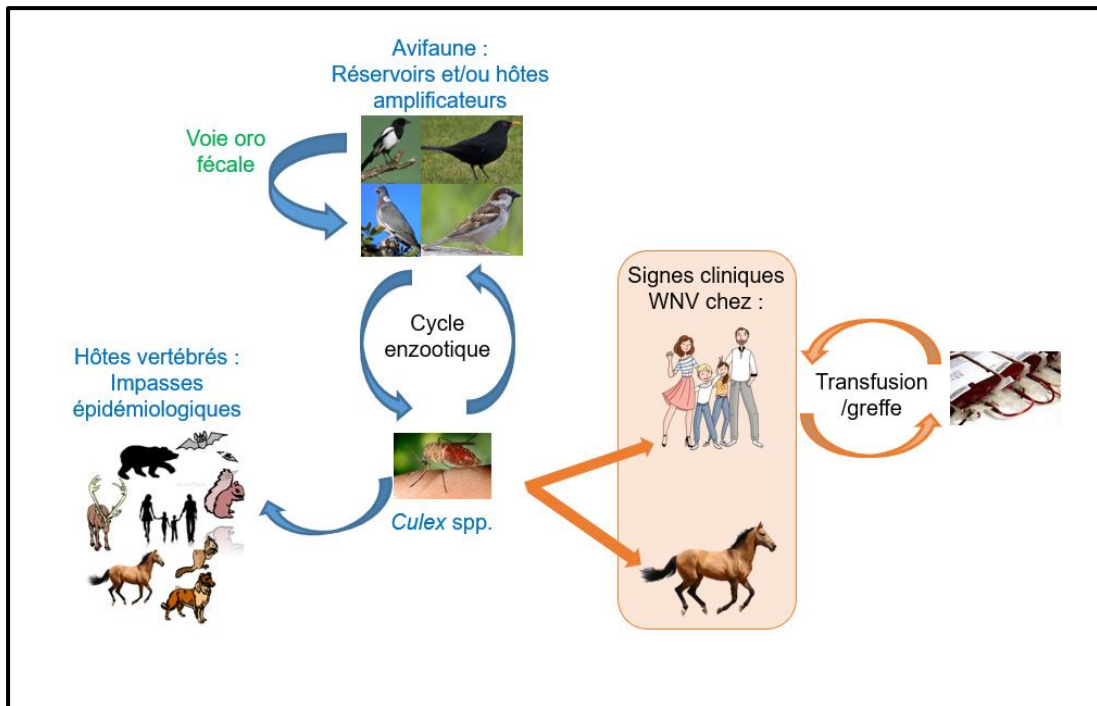 Avifaune :
Réservoirs et/ou hôtes
amplificateurs
Voie oro
fécale
Cycle
enzootique
Hôtes vertébrés :
Impasses
épidémiologiques
Culex spp.
Signes cliniques
WNV chez :
Transfusion
/greffe